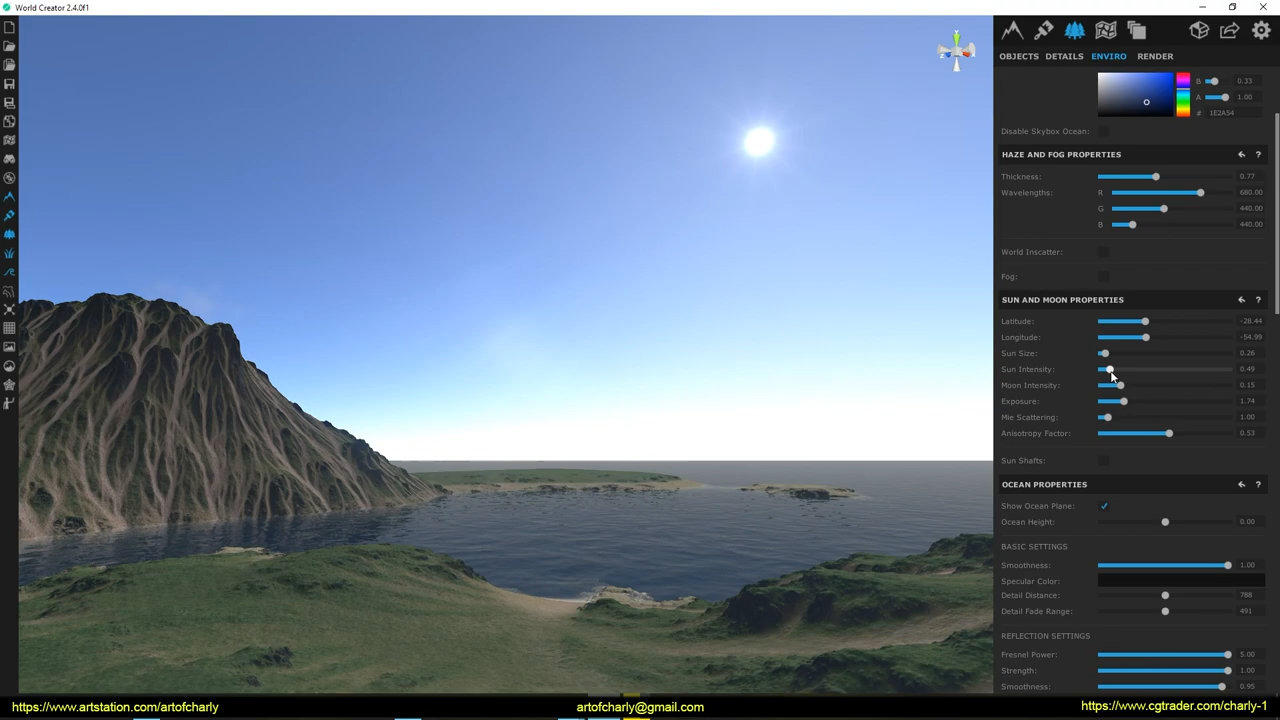 World Creator 2.4.0f1
OBJECTS DETAILS ENVIRO RENDER
B 0.33
A 1.00
# 1E2A54
Disable Skybox Ocean:
HAZE AND FOG PROPERTIES ?
Thickness: 0.77
Wavelengths: R 680.00
G 440.00
B 440.00
World Inscatter:
Fog:
SUN AND MOON PROPERTIES ?
Latitude: -28.44
Longitude: -54.99
Sun Size: 0.26
Sun Intensity: 0.49
Moon Intensity: 0.15
Exposure: 1.74
Mie Scattering: 1.00
Anisotropy Factor: 0.53
Sun Shafts:
OCEAN PROPERTIES ?
Show Ocean Plane:
Ocean Height: 0.00
BASIC SETTINGS
Smoothness: 1.00
Specular Color:
Detail Distance: 788
Detail Fade Range: 491
REFLECTION SETTINGS
Fresnel Power: 5.00
Strength: 1.00
Smoothness: 0.95
https://www.artstation.com/artofcharly artofcharly@gmail.com https://www.cgtrader.com/charly-1